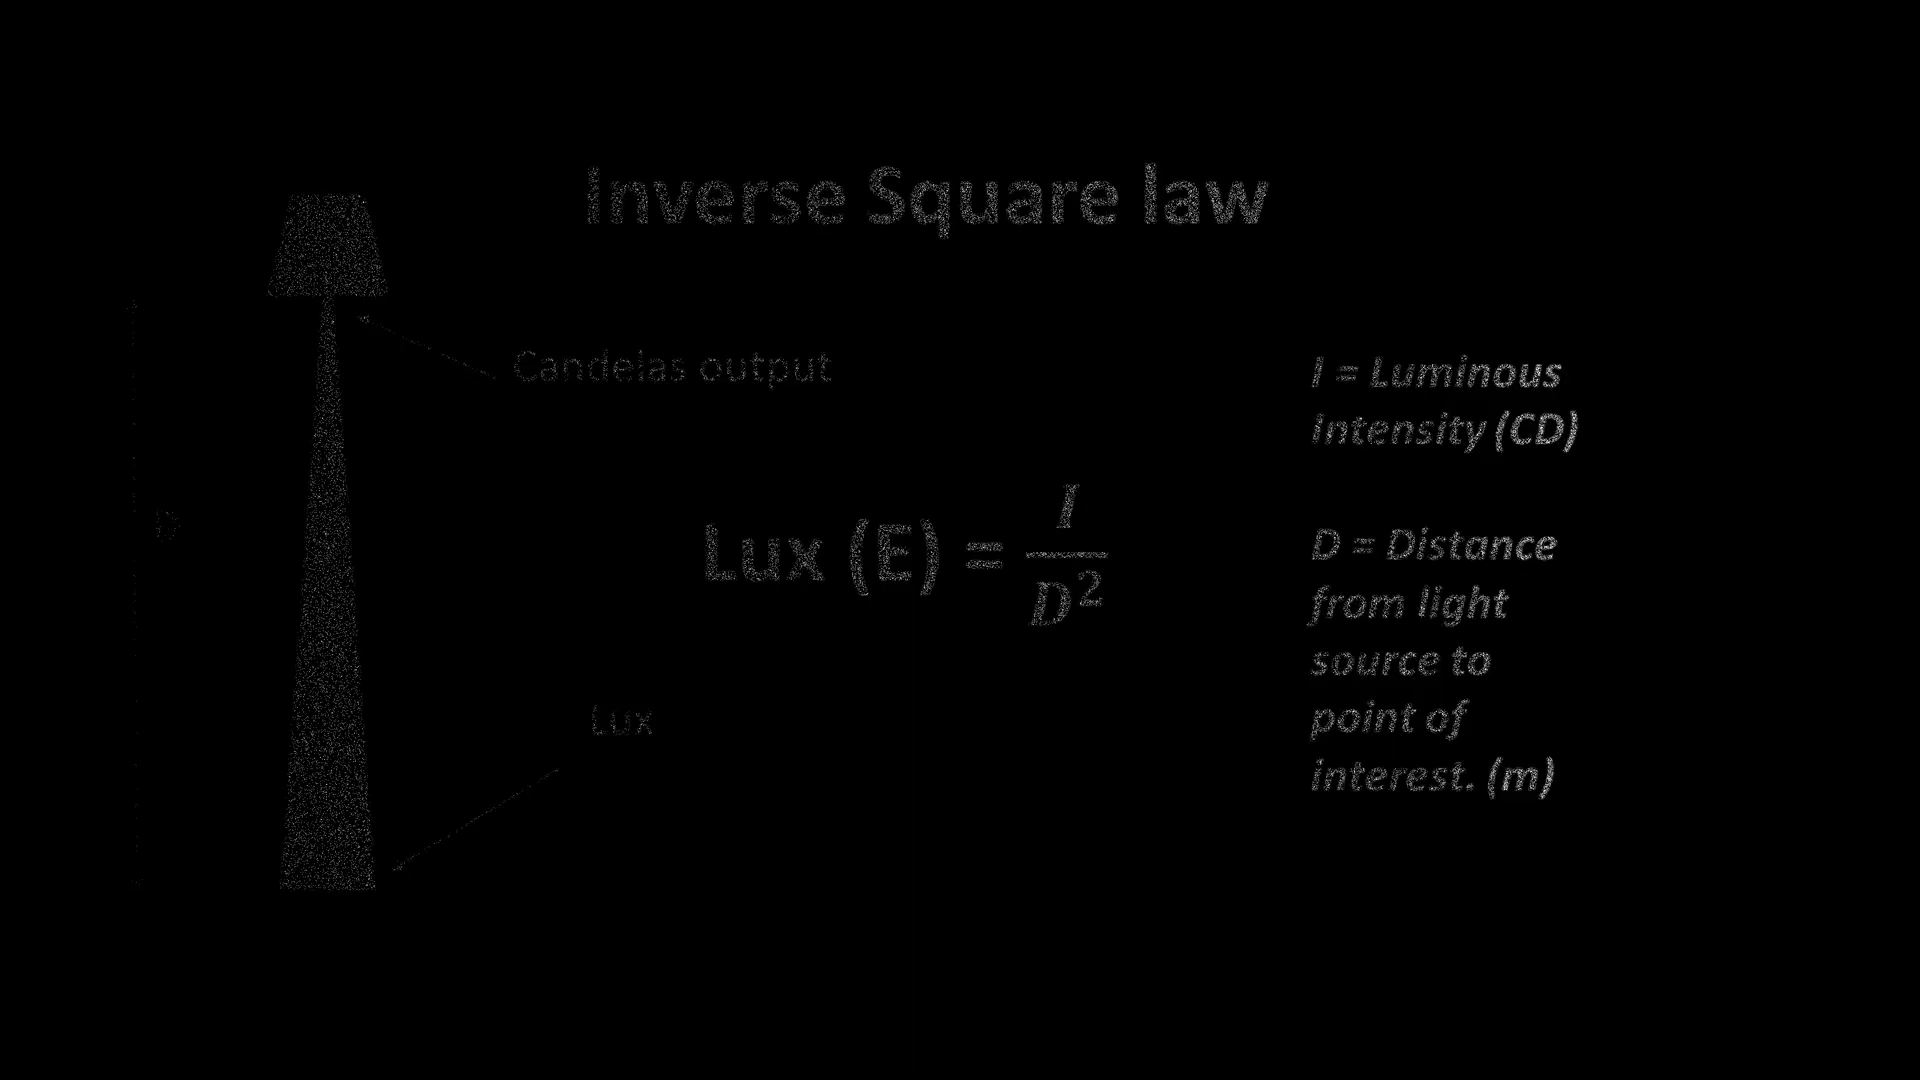 Inverse Square law
Candelas output
I = Luminous
Intensity (CD)
D
Lux (E) = I / D²
D = Distance
from light
source to
point of
interest. (m)
Lux